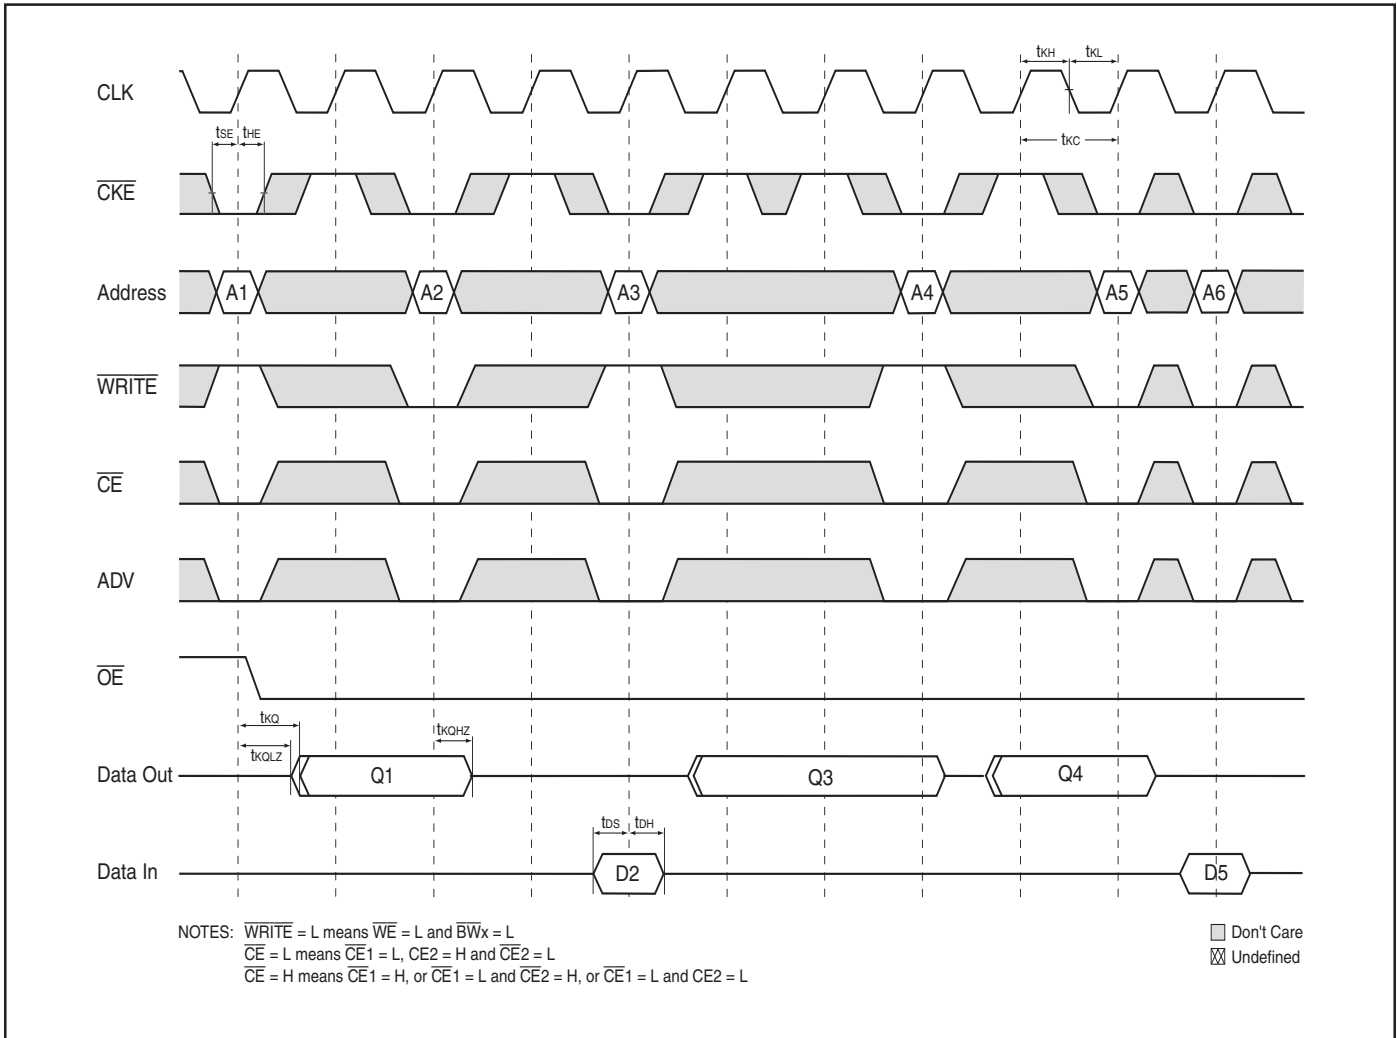 tKH tKL
CLK
tSE tHE
tKC
CKE
Address A1 A2 A3 A4 A5 A6
WRITE
CE
ADV
OE
tKQ
tKQLZ
tKQHZ
Data Out Q1 Q3 Q4
tDS tDH
Data In D2 D5
NOTES: WRITE = L means WE = L and BWx = L
CE = L means CE1 = L, CE2 = H and CE2 = L
CE = H means CE1 = H, or CE1 = L and CE2 = H, or CE1 = L and CE2 = L
Don't Care
Undefined